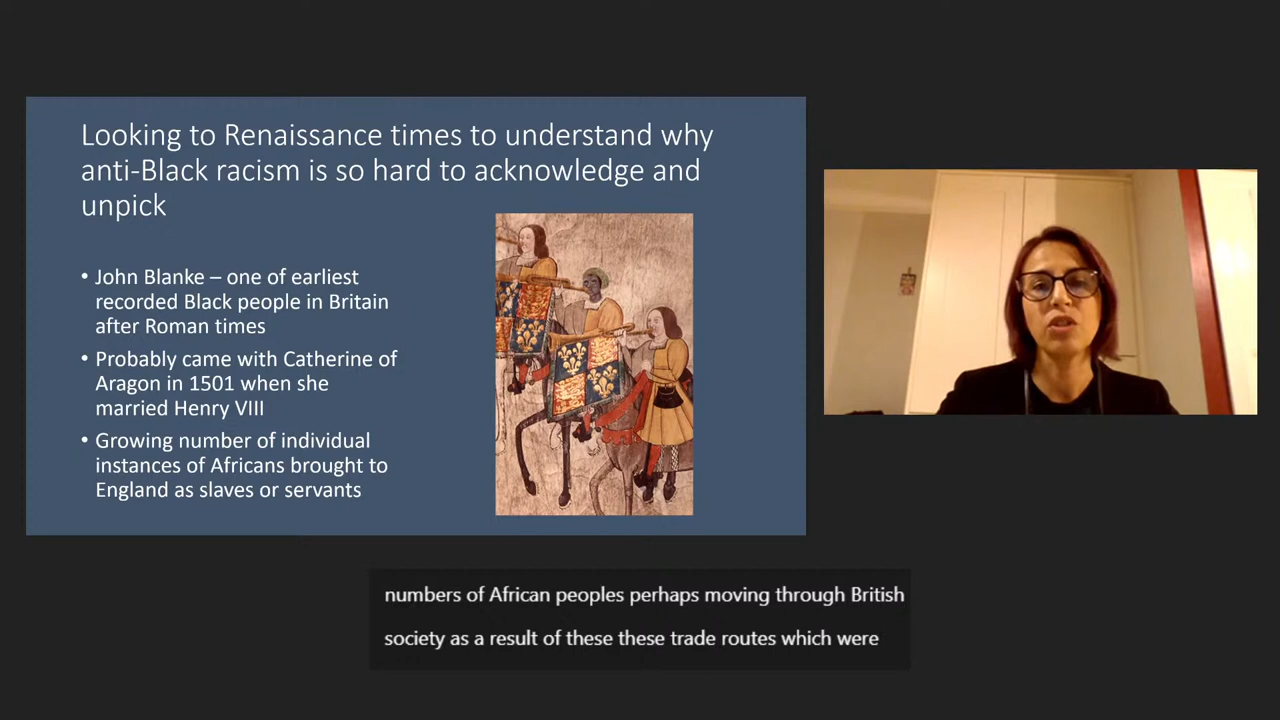 Looking to Renaissance times to understand why
anti-Black racism is so hard to acknowledge and
unpick
• John Blanke – one of earliest
recorded Black people in Britain
after Roman times
• Probably came with Catherine of
Aragon in 1501 when she
married Henry VIII
• Growing number of individual
instances of Africans brought to
England as slaves or servants
numbers of African peoples perhaps moving through British
society as a result of these these trade routes which were